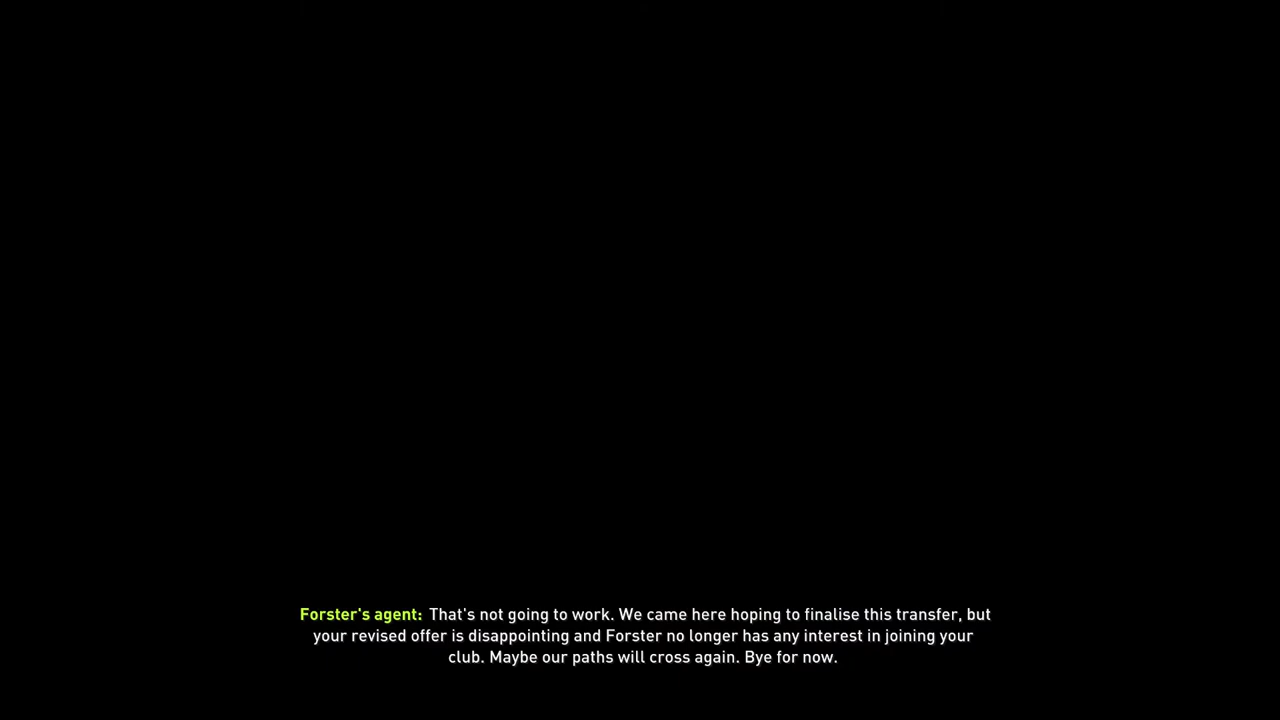 Forster's agent: That's not going to work. We came here hoping to finalise this transfer, but
your revised offer is disappointing and Forster no longer has any interest in joining your
club. Maybe our paths will cross again. Bye for now.